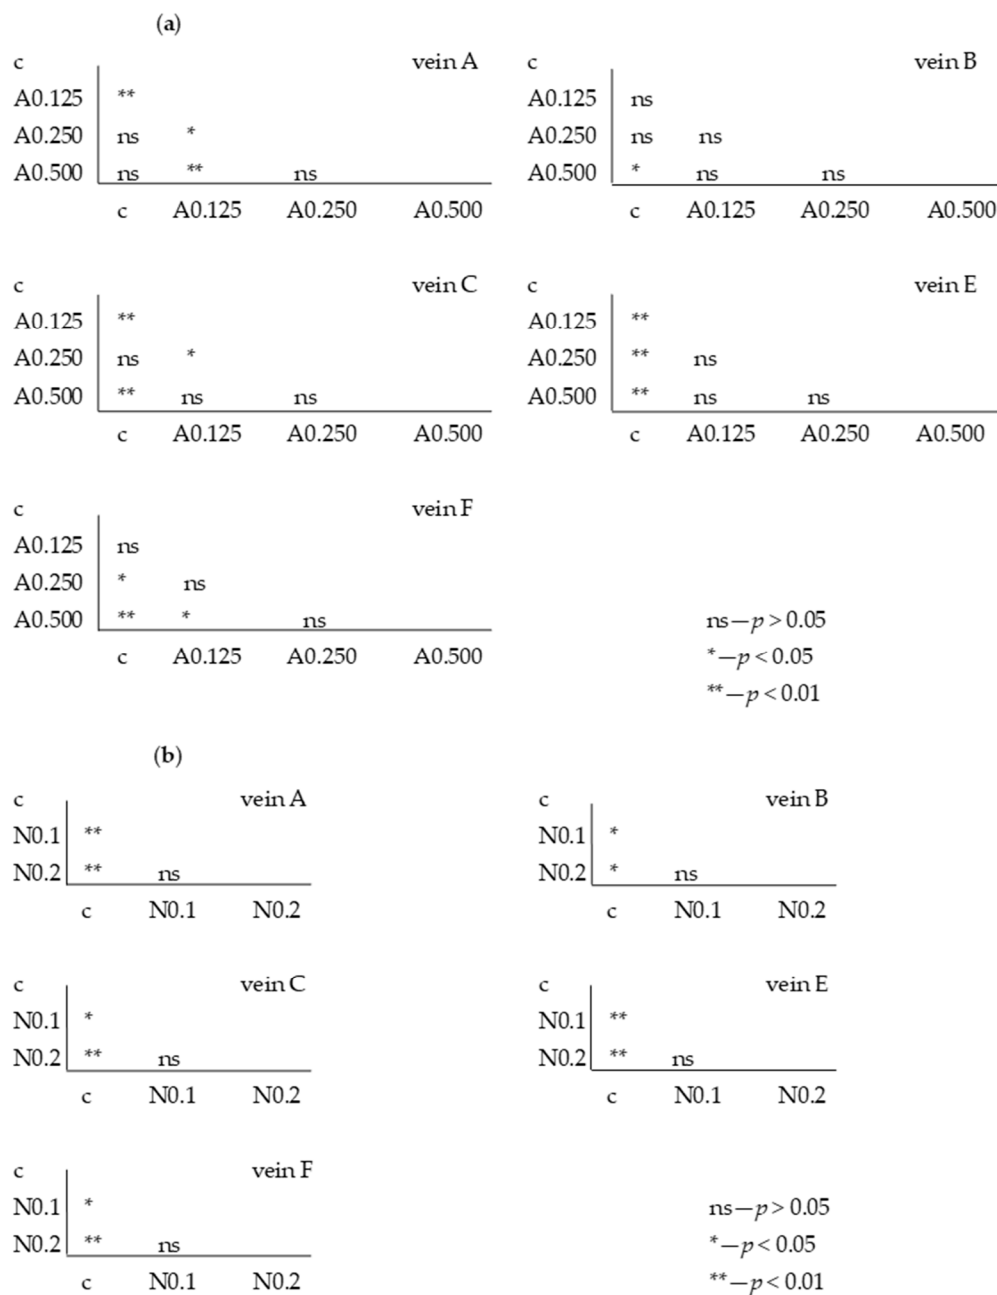 (a)
c vein A
A0.125 **
A0.250 ns *
A0.500 ns ** ns
c A0.125 A0.250 A0.500
c vein B
A0.125 ns
A0.250 ns ns
A0.500 * ns ns
c A0.125 A0.250 A0.500
c vein C
A0.125 **
A0.250 ns *
A0.500 ** ns ns
c A0.125 A0.250 A0.500
c vein E
A0.125 **
A0.250 ** ns
A0.500 ** ns ns
c A0.125 A0.250 A0.500
c vein F
A0.125 ns
A0.250 * ns
A0.500 ** * ns
c A0.125 A0.250 A0.500
ns—p > 0.05
*—p < 0.05
**—p < 0.01
(b)
c vein A
N0.1 **
N0.2 ** ns
c N0.1 N0.2
c vein B
N0.1 *
N0.2 * ns
c N0.1 N0.2
c vein C
N0.1 *
N0.2 ** ns
c N0.1 N0.2
c vein E
N0.1 **
N0.2 ** ns
c N0.1 N0.2
c vein F
N0.1 *
N0.2 ** ns
c N0.1 N0.2
ns—p > 0.05
*—p < 0.05
**—p < 0.01